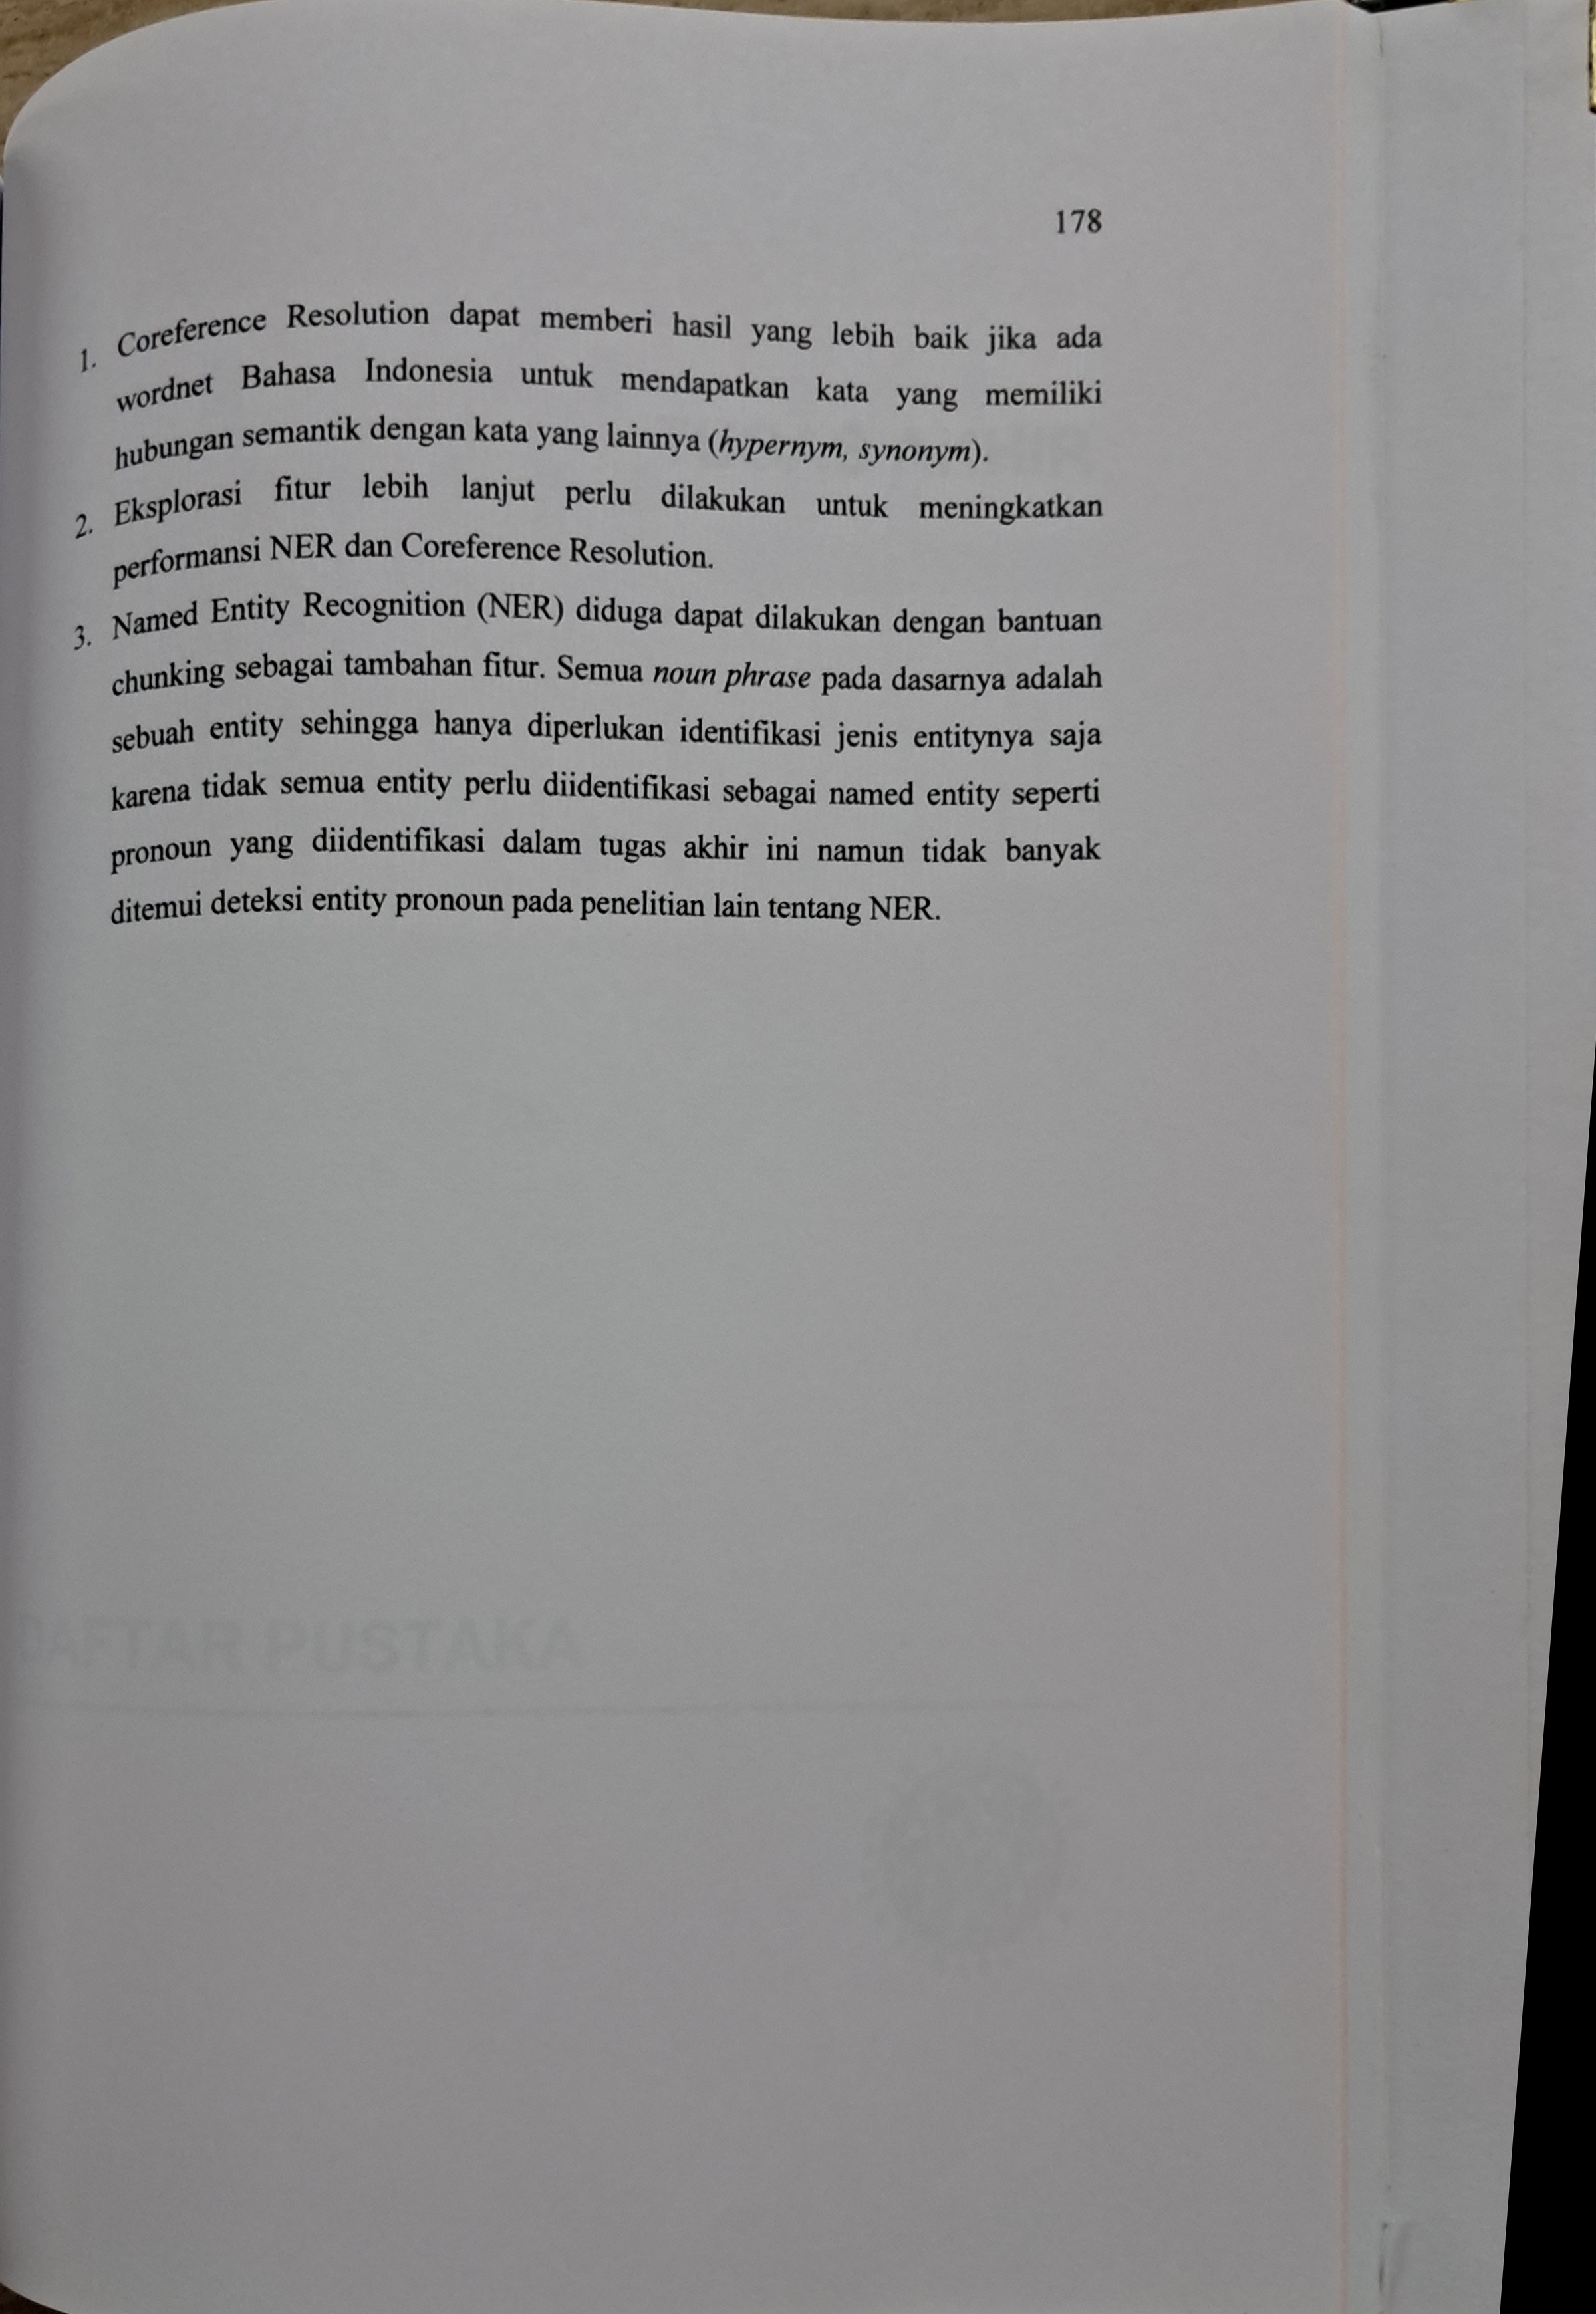 178
1. Coreference Resolution dapat memberi hasil yang lebih baik jika ada
wordnet Bahasa Indonesia untuk mendapatkan kata yang memiliki
hubungan semantik dengan kata yang lainnya (hypernym, synonym).
2. Eksplorasi fitur lebih lanjut perlu dilakukan untuk meningkatkan
performansi NER dan Coreference Resolution.
3. Named Entity Recognition (NER) diduga dapat dilakukan dengan bantuan
chunking sebagai tambahan fitur. Semua noun phrase pada dasarnya adalah
sebuah entity sehingga hanya diperlukan identifikasi jenis entitynya saja
karena tidak semua entity perlu diidentifikasi sebagai named entity seperti
pronoun yang diidentifikasi dalam tugas akhir ini namun tidak banyak
ditemui deteksi entity pronoun pada penelitian lain tentang NER.
DAFTAR PUSTAKA